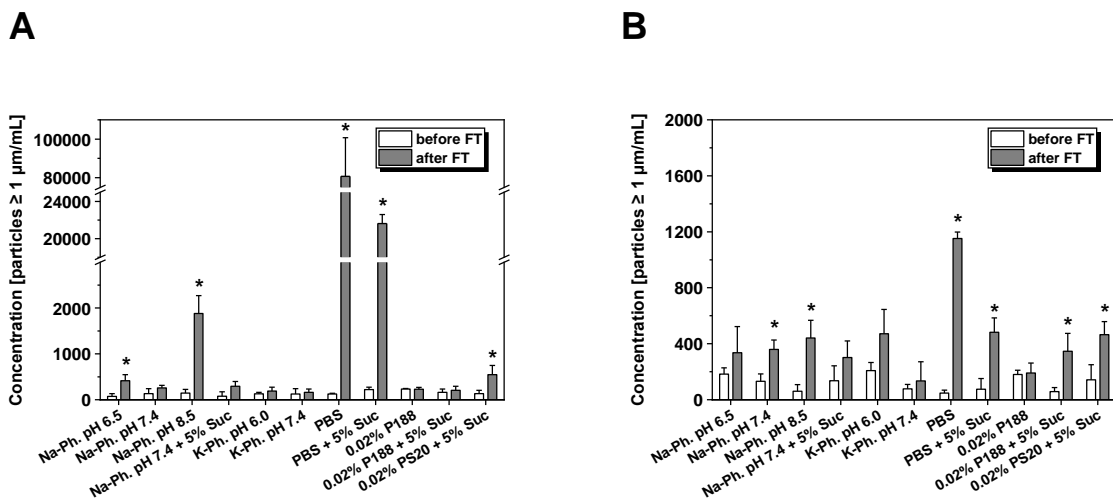 A
Concentration [particles ≥ 1 µm/mL]
100000
80000
24000
20000
2000
1000
0
before FT
after FT
*
*
*
*
*
Na-Ph. pH 6.5
Na-Ph. pH 7.4
Na-Ph. pH 8.5
Na-Ph. pH 7.4 + 5% Suc
K-Ph. pH 6.0
K-Ph. pH 7.4
PBS
PBS + 5% Suc
0.02% P188
0.02% P188 + 5% Suc
0.02% PS20 + 5% Suc
B
Concentration [particles ≥ 1 µm/mL]
2000
1600
1200
800
400
0
before FT
after FT
*
*
*
*
*
*
Na-Ph. pH 6.5
Na-Ph. pH 7.4
Na-Ph. pH 8.5
Na-Ph. pH 7.4 + 5% Suc
K-Ph. pH 6.0
K-Ph. pH 7.4
PBS
PBS + 5% Suc
0.02% P188
0.02% P188 + 5% Suc
0.02% PS20 + 5% Suc